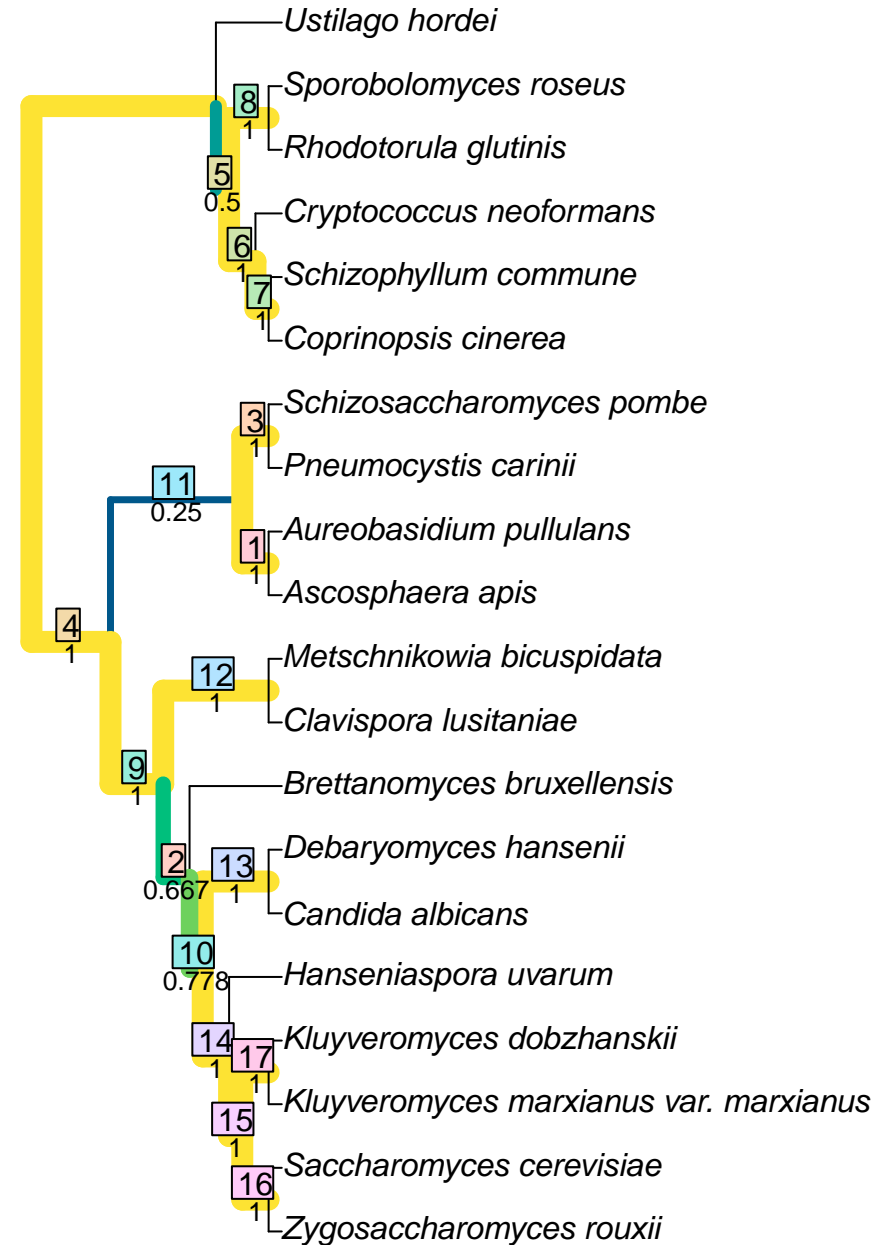 Ustilago hordei
Sporobolomyces roseus
8
1
Rhodotorula glutinis
5
0.5
Cryptococcus neoformans
6
1
Schizophyllum commune
7
1
Coprinopsis cinerea
Schizosaccharomyces pombe
3
1
Pneumocystis carinii
11
0.25
Aureobasidium pullulans
1
1
Ascosphaera apis
4
1
Metschnikowia bicuspidata
12
1
Clavispora lusitaniae
9
1
Brettanomyces bruxellensis
Debaryomyces hansenii
2
0.667
13
1
Candida albicans
10
0.778
Hanseniaspora uvarum
Kluyveromyces dobzhanskii
14
1
17
1
Kluyveromyces marxianus var. marxianus
15
1
Saccharomyces cerevisiae
16
1
Zygosaccharomyces rouxii